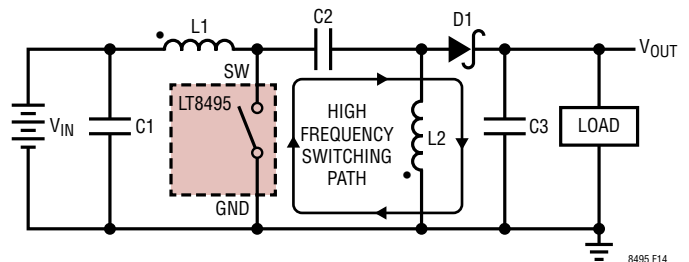 L1
C2
D1
VOUT
SW
LT8495
VIN
C1
HIGH
FREQUENCY
SWITCHING
PATH
L2
C3
LOAD
GND
8495 F14